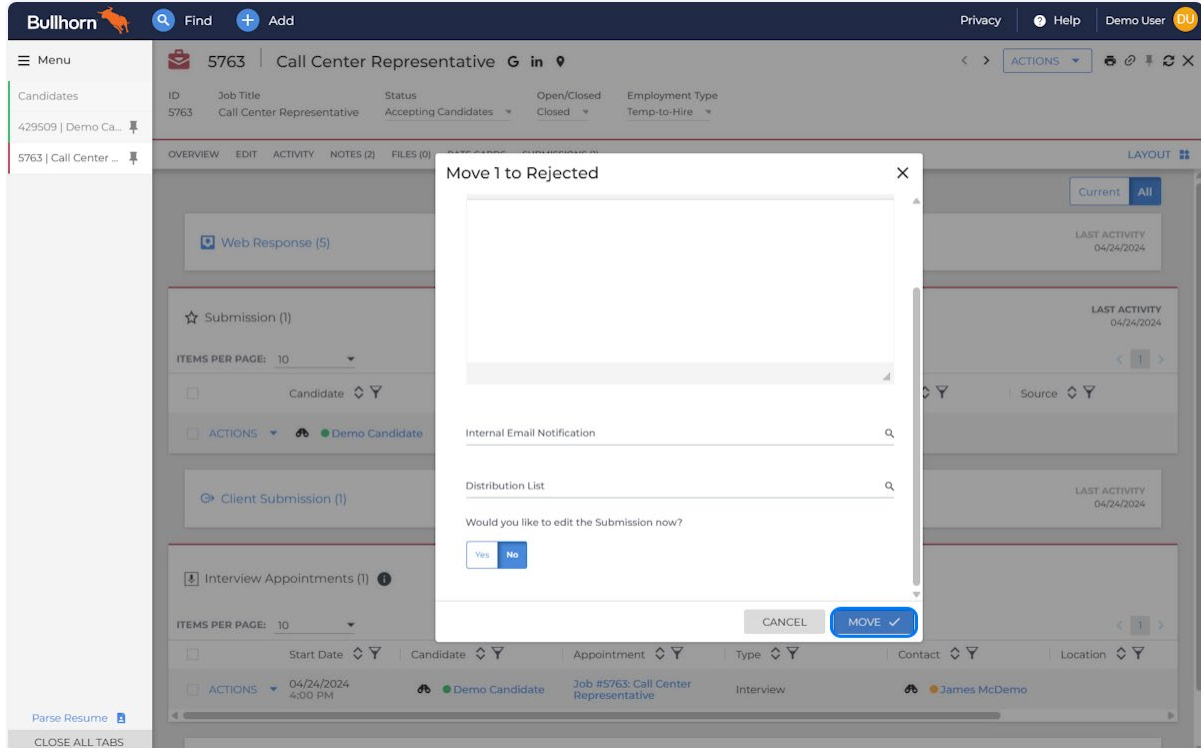 Bullhorn Find Add Privacy Help Demo User DU
Menu
5763 Call Center Representative G in ACTIONS
Candidates
429509 | Demo Ca...
5763 | Call Center ...
ID Job Title Status Open/Closed Employment Type
5763 Call Center Representative Accepting Candidates Closed Temp-to-Hire
OVERVIEW EDIT ACTIVITY NOTES (2) FILES (0) RATE CARDS SUBMISSIONS (1) LAYOUT
Move 1 to Rejected
Current All
Web Response (5) LAST ACTIVITY
04/24/2024
Submission (1) LAST ACTIVITY
04/24/2024
ITEMS PER PAGE: 10 1
Candidate Source
ACTIONS Demo Candidate
Internal Email Notification
Distribution List
Would you like to edit the Submission now?
Yes No
CANCEL MOVE
Client Submission (1) LAST ACTIVITY
04/24/2024
Interview Appointments (1)
ITEMS PER PAGE: 10 1
Start Date Candidate Appointment Type Contact Location
ACTIONS 04/24/2024 4:00 PM Demo Candidate Job #5763: Call Center Representative Interview James McDemo
Parse Resume
CLOSE ALL TABS